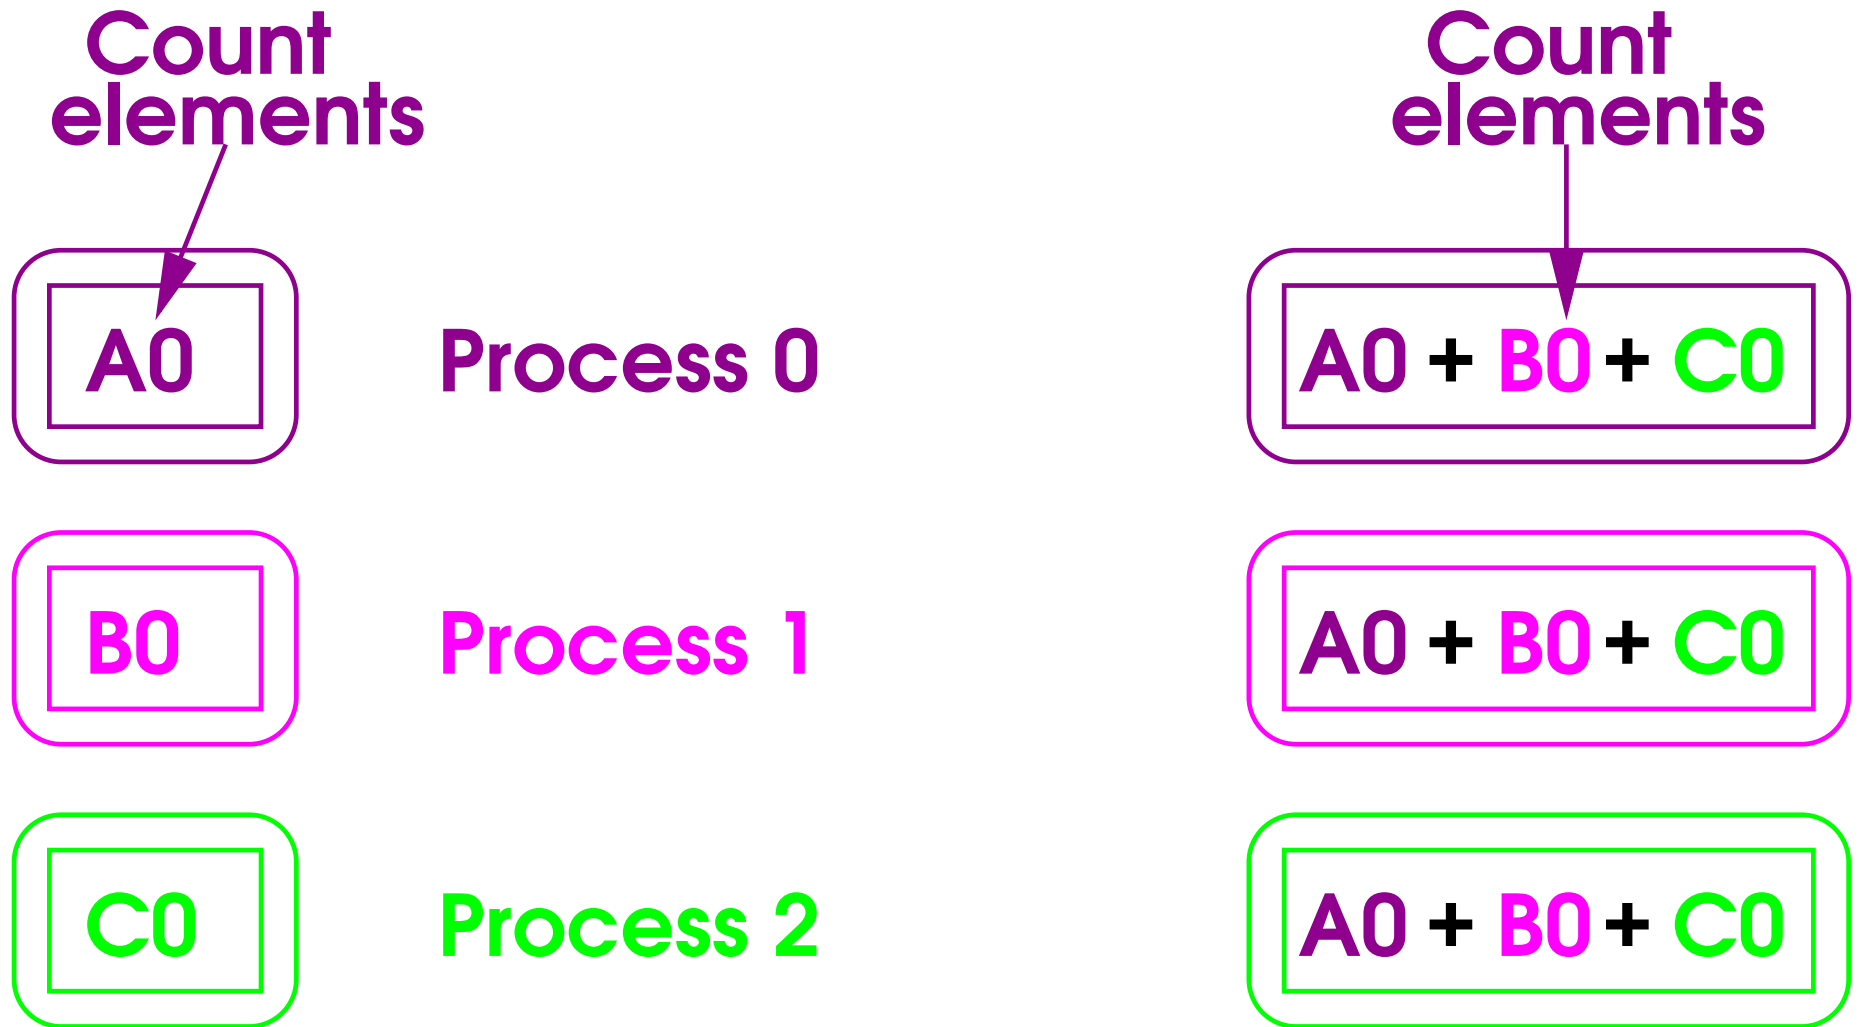 Count
elements
Count
elements
A0
Process 0
A0 + B0 + C0
B0
Process 1
A0 + B0 + C0
C0
Process 2
A0 + B0 + C0